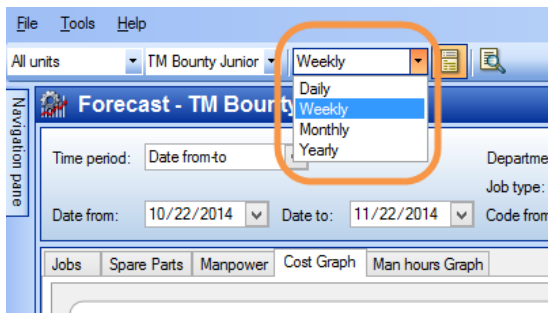 File Tools Help
All units TM Bounty Junior Weekly
Daily
Weekly
Monthly
Yearly
Navigation pane
Forecast - TM Boun
Time period: Date from-to
Departme
Job type:
Date from: 10/22/2014 Date to: 11/22/2014 Code from
Jobs Spare Parts Manpower Cost Graph Man hours Graph